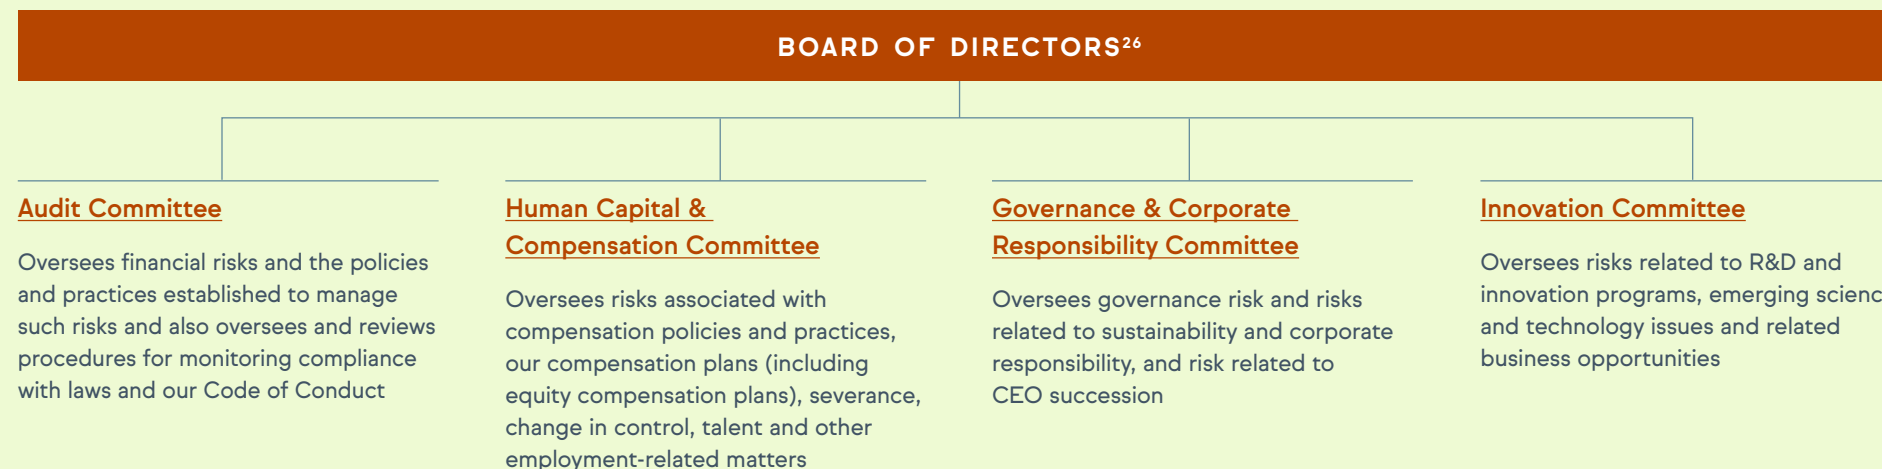 BOARD OF DIRECTORS26
Audit Committee
Oversees financial risks and the policies
and practices established to manage
such risks and also oversees and reviews
procedures for monitoring compliance
with laws and our Code of Conduct
Human Capital &
Compensation Committee
Oversees risks associated with
compensation policies and practices,
our compensation plans (including
equity compensation plans), severance,
change in control, talent and other
employment-related matters
Governance & Corporate
Responsibility Committee
Oversees governance risk and risks
related to sustainability and corporate
responsibility, and risk related to
CEO succession
Innovation Committee
Oversees risks related to R&D and
innovation programs, emerging scienc
and technology issues and related
business opportunities